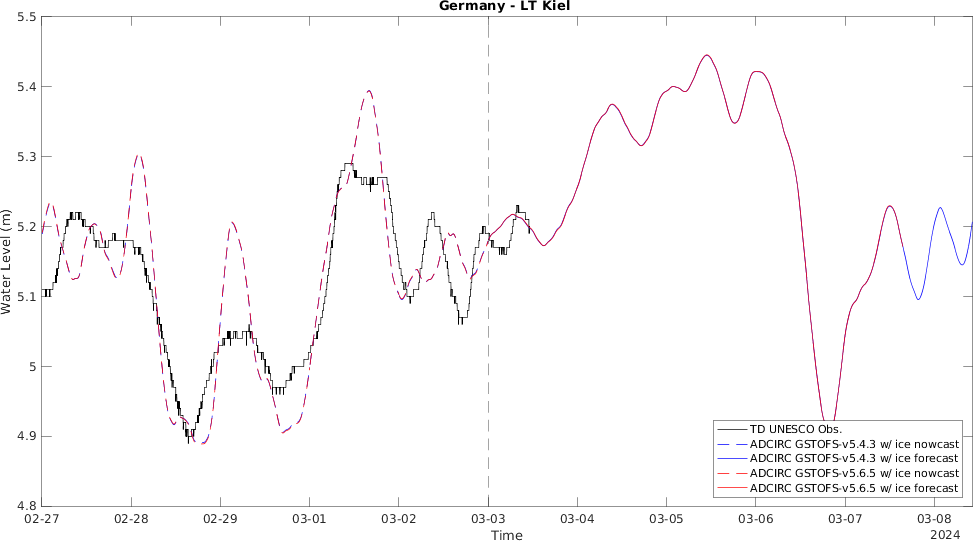 Germany - LT Kiel
5.5
5.4
5.3
5.2
5.1
5
4.9
4.8
Water Level (m)
TD UNESCO Obs.
ADCIRC GSTOFS-v5.4.3 w/ ice nowcast
ADCIRC GSTOFS-v5.4.3 w/ ice forecast
ADCIRC GSTOFS-v5.6.5 w/ ice nowcast
ADCIRC GSTOFS-v5.6.5 w/ ice forecast
02-27 02-28 02-29 03-01 03-02 03-03 03-04 03-05 03-06 03-07 03-08
Time 2024